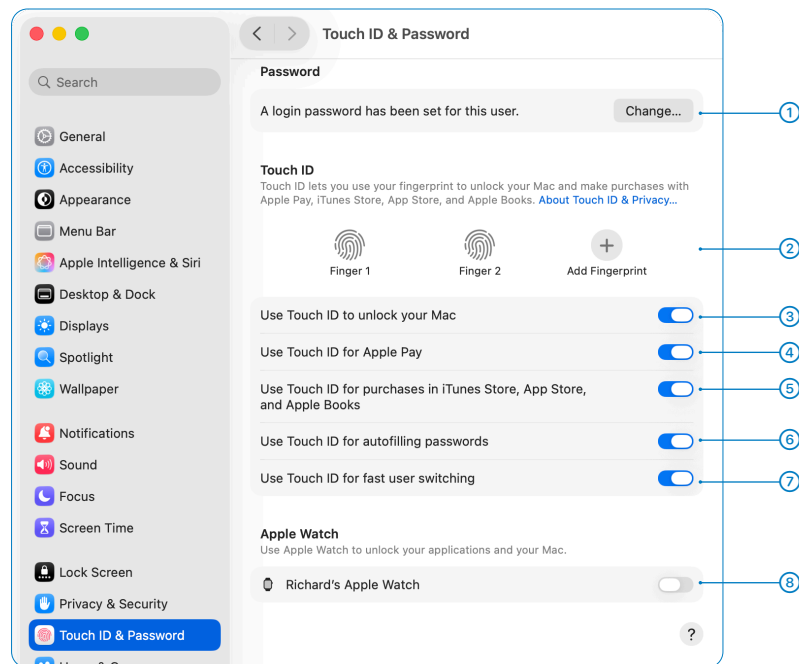 Touch ID & Password
Search
General
Accessibility
Appearance
Menu Bar
Apple Intelligence & Siri
Desktop & Dock
Displays
Spotlight
Wallpaper
Notifications
Sound
Focus
Screen Time
Lock Screen
Privacy & Security
Touch ID & Password
Password
A login password has been set for this user.
Change...
1
Touch ID
Touch ID lets you use your fingerprint to unlock your Mac and make purchases with
Apple Pay, iTunes Store, App Store, and Apple Books. About Touch ID & Privacy...
Finger 1
Finger 2
Add Fingerprint
2
Use Touch ID to unlock your Mac
3
Use Touch ID for Apple Pay
4
Use Touch ID for purchases in iTunes Store, App Store,
and Apple Books
5
Use Touch ID for autofilling passwords
6
Use Touch ID for fast user switching
7
Apple Watch
Use Apple Watch to unlock your applications and your Mac.
Richard's Apple Watch
8
?